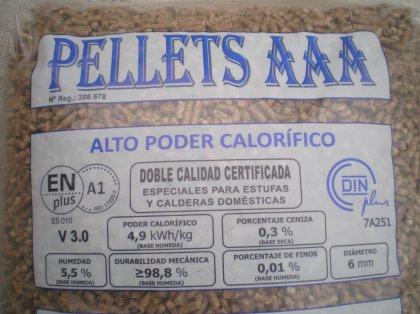 PELLETS AAA
Nº Reg.: 308.678
ALTO PODER CALORÍFICO
EN plus
A1
ES 010
V 3.0
DOBLE CALIDAD CERTIFICADA
ESPECIALES PARA ESTUFAS
Y CALDERAS DOMÉSTICAS
DIN plus
7A251
PODER CALORÍFICO
4,9 kWh/kg
(BASE HUMEDA)
PORCENTAJE CENIZA
0,3 %
(BASE SECA)
HUMEDAD
5,5 %
(BASE HUMEDA)
DURABILIDAD MECÁNICA
≥98,8 %
(BASE HUMEDA)
PORCENTAJE DE FINOS
0,01 %
(BASE HUMEDA)
DIÁMETRO
6 mm